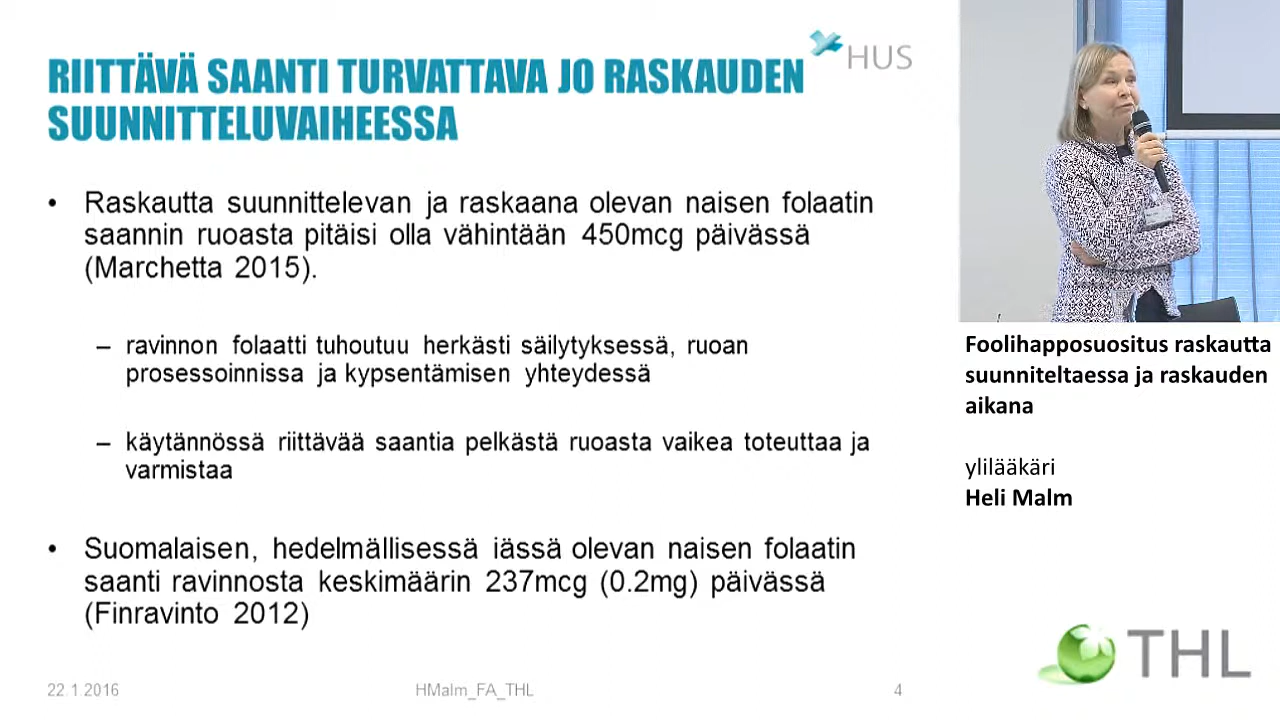 RIITTÄVÄ SAANTI TURVATTAVA JO RASKAUDEN
SUUNNITTELUVAIHEESSA
HUS
• Raskautta suunnittelevan ja raskaana olevan naisen folaatin
saannin ruoasta pitäisi olla vähintään 450mcg päivässä
(Marchetta 2015).
– ravinnon folaatti tuhoutuu herkästi säilytyksessä, ruoan
prosessoinnissa ja kypsentämisen yhteydessä
– käytännössä riittävää saantia pelkästä ruoasta vaikea toteuttaa ja
varmistaa
• Suomalaisen, hedelmällisessä iässä olevan naisen folaatin
saanti ravinnosta keskimäärin 237mcg (0.2mg) päivässä
(Finravinto 2012)
22.1.2016
HMalm_FA_THL
4
Foolihapposuositus raskautta
suunniteltaessa ja raskauden
aikana
ylilääkäri
Heli Malm
THL